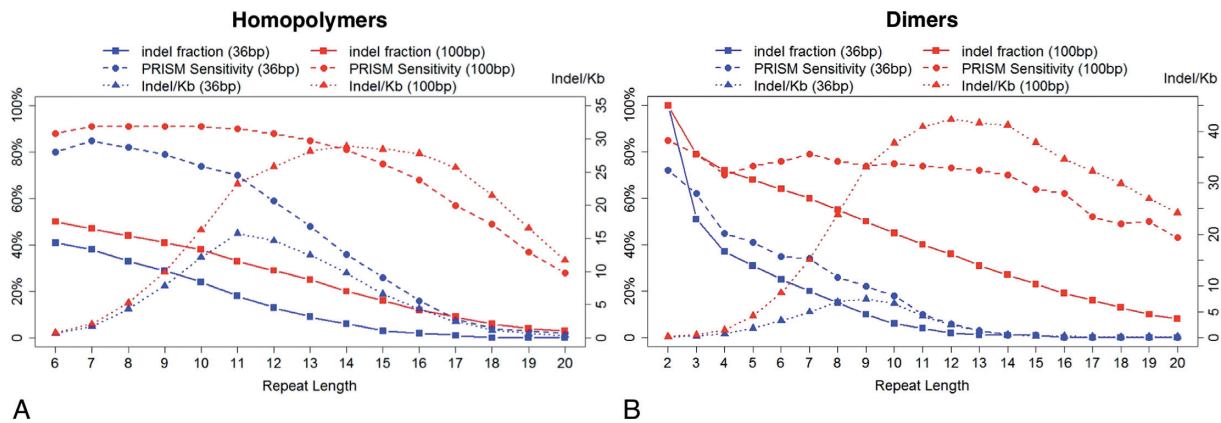 Homopolymers
indel fraction (36bp) indel fraction (100bp)
PRISM Sensitivity (36bp) PRISM Sensitivity (100bp)
Indel/Kb (36bp) Indel/Kb (100bp)
Indel/Kb
100%
80%
60%
40%
20%
0
35
30
25
20
15
10
5
0
6 7 8 9 10 11 12 13 14 15 16 17 18 19 20
Repeat Length
A
Dimers
indel fraction (36bp) indel fraction (100bp)
PRISM Sensitivity (36bp) PRISM Sensitivity (100bp)
Indel/Kb (36bp) Indel/Kb (100bp)
Indel/Kb
100%
80%
60%
40%
20%
0
40
30
20
10
5
0
2 3 4 5 6 7 8 9 10 11 12 13 14 15 16 17 18 19 20
Repeat Length
B